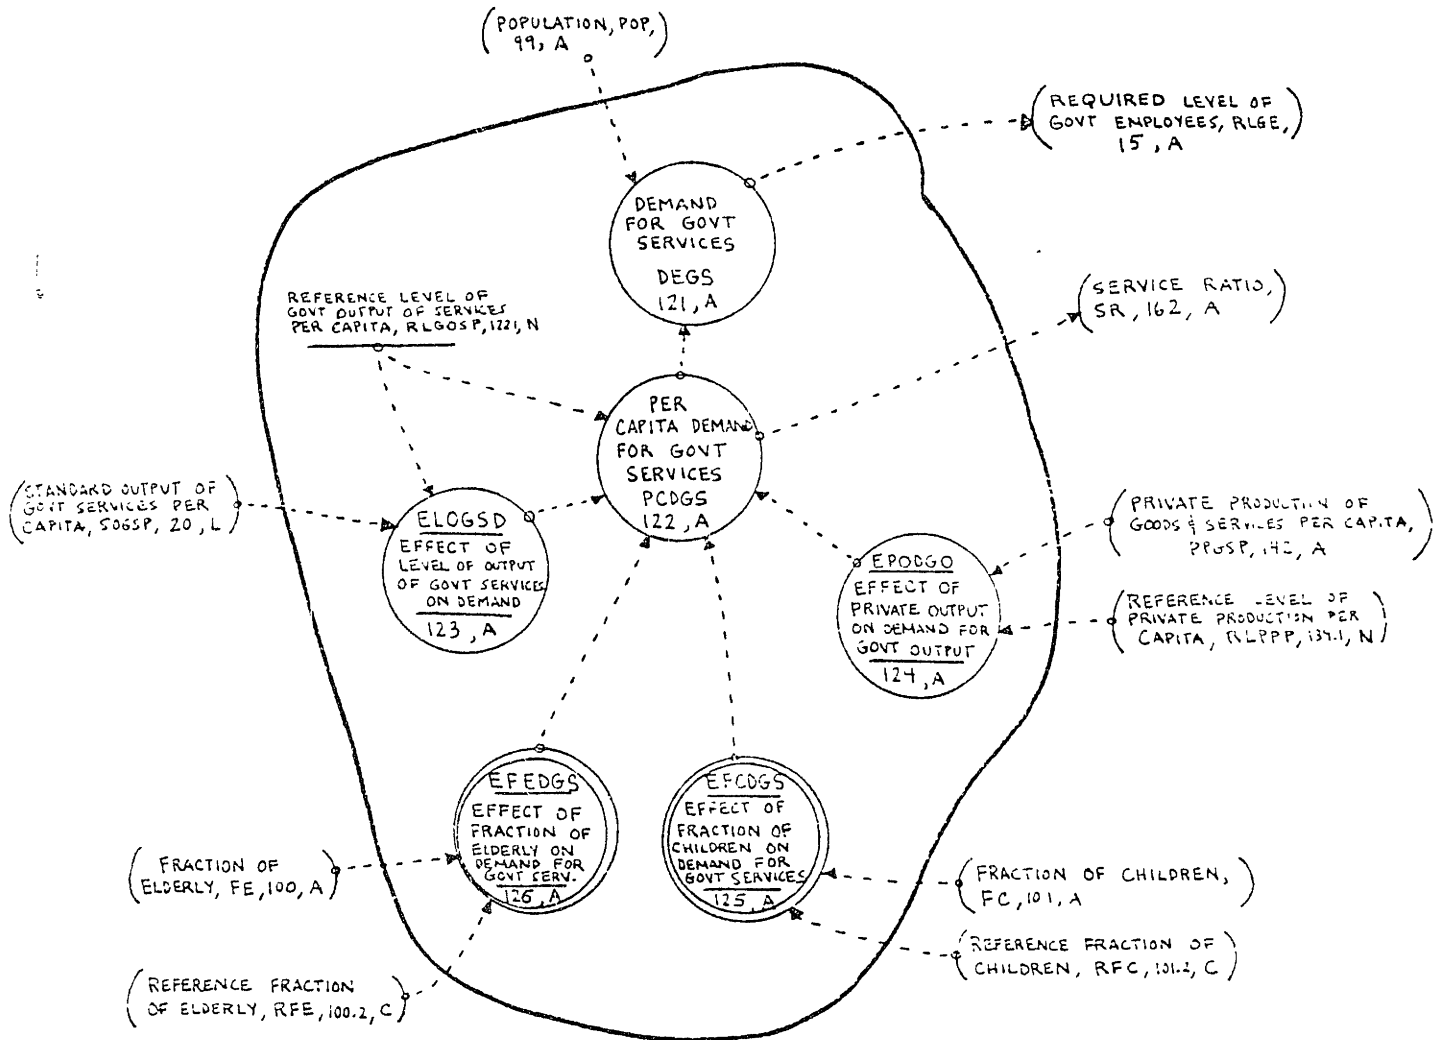 (POPULATION, POP,
99, A)
(REQUIRED LEVEL OF
GOVT EMPLOYEES, RLGE,
15, A)
DEMAND
FOR GOVT
SERVICES
DEGS
121, A
(SERVICE RATIO,
SR, 162, A)
REFERENCE LEVEL OF
GOVT OUTPUT OF SERVICES
PER CAPITA, RLGOSP, 1221, N
PER
CAPITA DEMAND
FOR GOVT
SERVICES
PCDGS
122, A
(STANDARD OUTPUT OF
GOVT SERVICES PER
CAPITA, SOGSP, 20, L)
ELOGSD
EFFECT OF
LEVEL OF OUTPUT
OF GOVT SERVICES
ON DEMAND
123, A
EPODGO
EFFECT OF
PRIVATE OUTPUT
ON DEMAND FOR
GOVT OUTPUT
124, A
(PRIVATE PRODUCTION OF
GOODS & SERVICES PER CAPITA,
PPGSP, 142, A)
(REFERENCE LEVEL OF
PRIVATE PRODUCTION PER
CAPITA, RLPPP, N)
EFEDGS
EFFECT OF
FRACTION OF
ELDERLY ON
DEMAND FOR
GOVT SERV.
126, A
EFCDGS
EFFECT OF
FRACTION OF
CHILDREN ON
DEMAND FOR
GOVT SERVICES
125, A
(FRACTION OF
ELDERLY, FE, 100, A)
(FRACTION OF CHILDREN,
FC, 101, A)
(REFERENCE FRACTION OF
CHILDREN, RFC, 101.2, C)
(REFERENCE FRACTION
OF ELDERLY, RFE, 100.2, C)